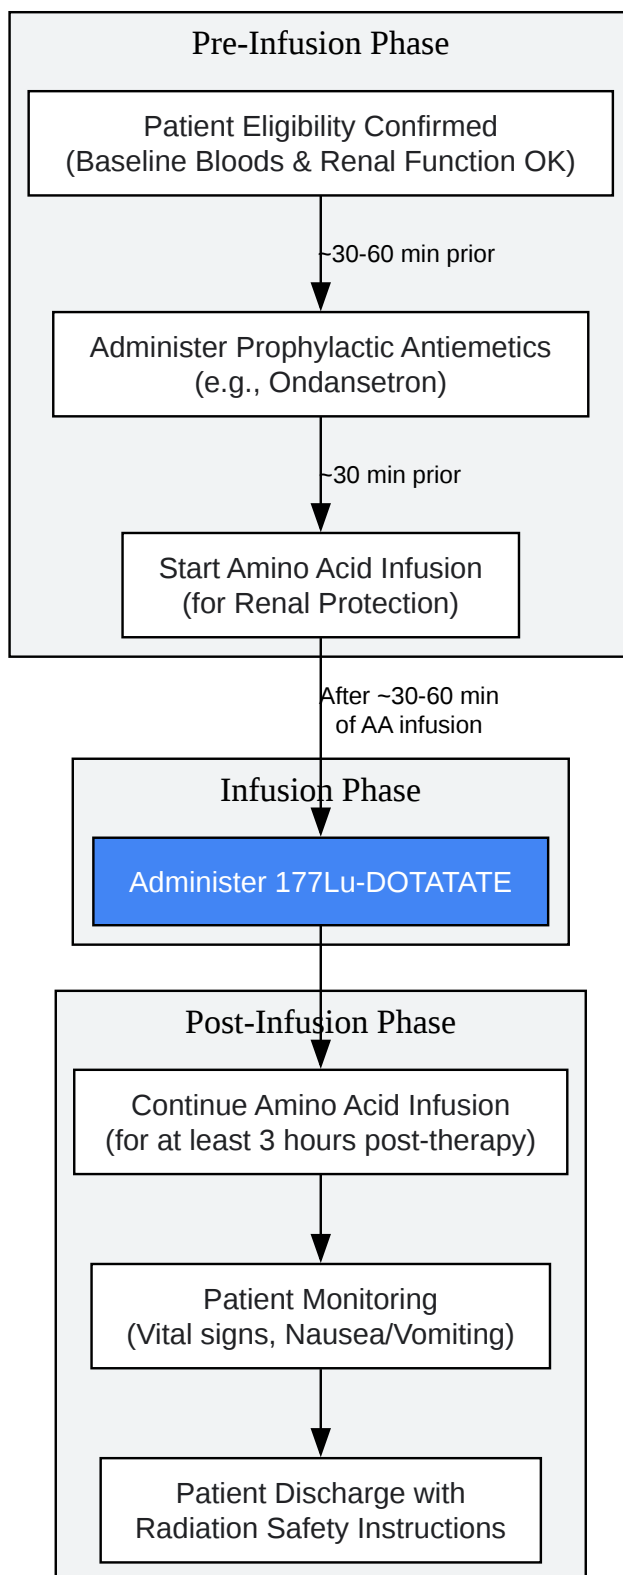 Pre-Infusion Phase
Patient Eligibility Confirmed
(Baseline Bloods & Renal Function OK)
~30-60 min prior
Administer Prophylactic Antiemetics
(e.g., Ondansetron)
~30 min prior
Start Amino Acid Infusion
(for Renal Protection)
After ~30-60 min
of AA infusion
Infusion Phase
Administer 177Lu-DOTATATE
Post-Infusion Phase
Continue Amino Acid Infusion
(for at least 3 hours post-therapy)
Patient Monitoring
(Vital signs, Nausea/Vomiting)
Patient Discharge with
Radiation Safety Instructions